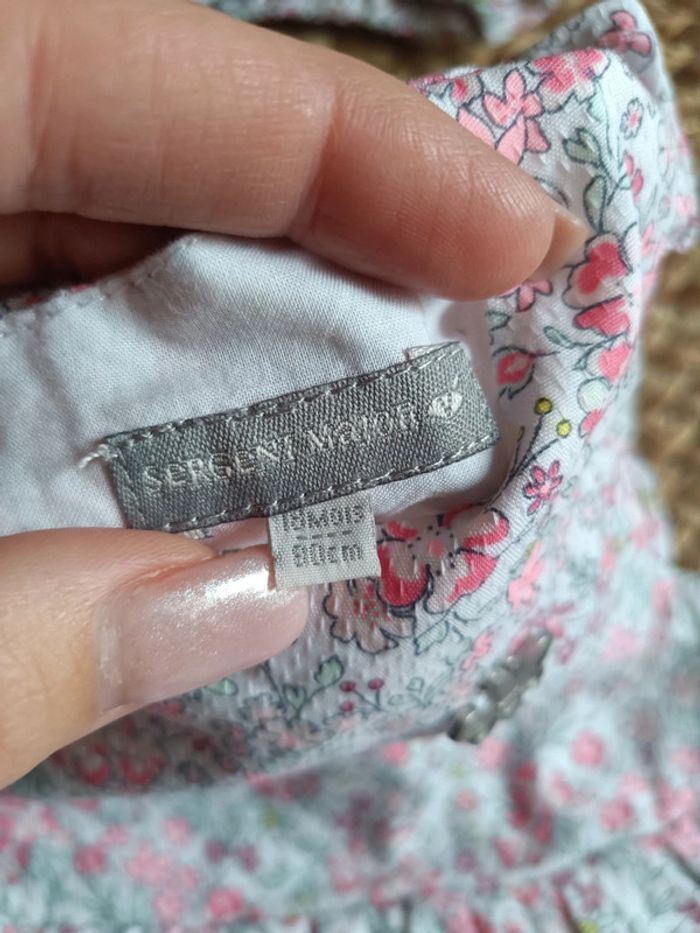 SERGENT MAJOR
18MOIS
80cm